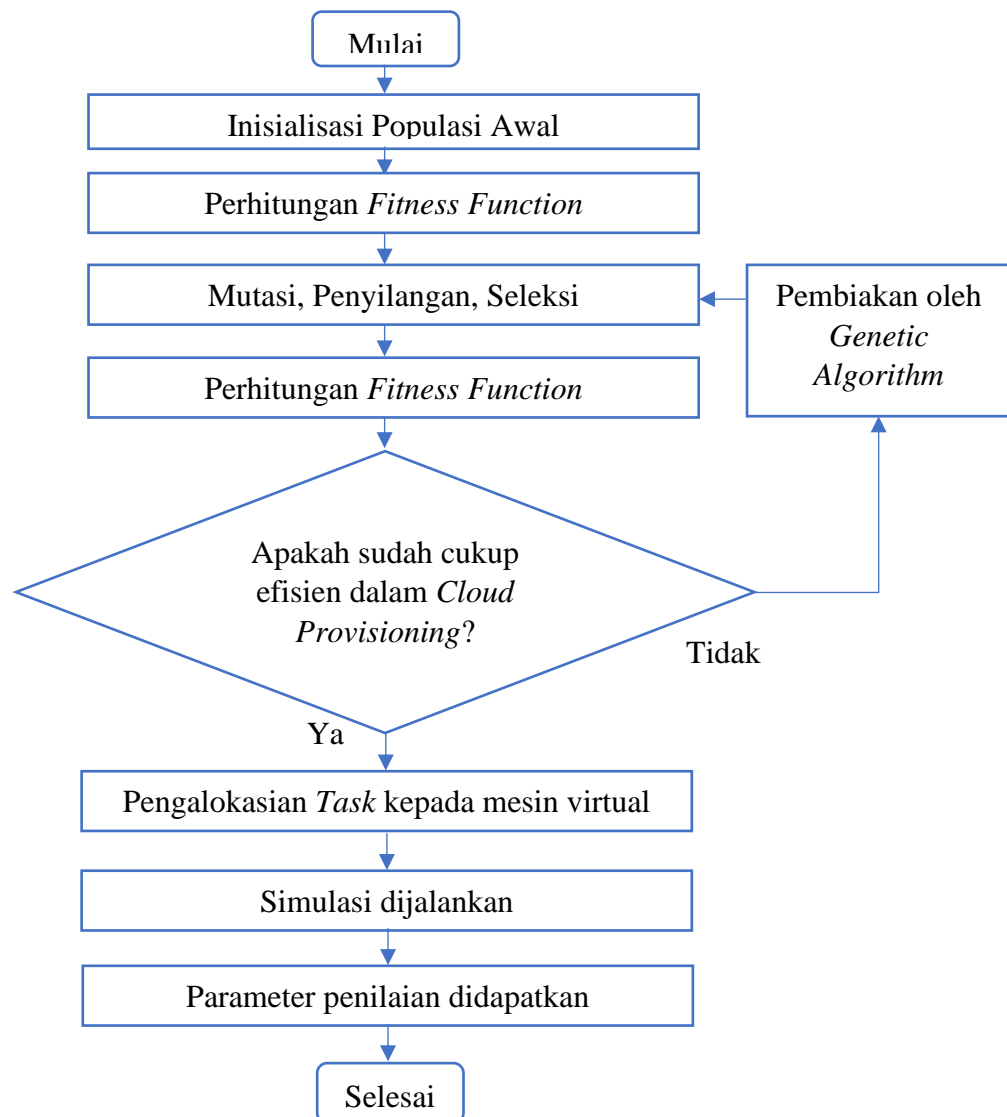 Mulai
Inisialisasi Populasi Awal
Perhitungan Fitness Function
Mutasi, Penyilangan, Seleksi
Pembiakan oleh
Genetic
Algorithm
Perhitungan Fitness Function
Apakah sudah cukup
efisien dalam Cloud
Provisioning?
Tidak
Ya
Pengalokasian Task kepada mesin virtual
Simulasi dijalankan
Parameter penilaian didapatkan
Selesai